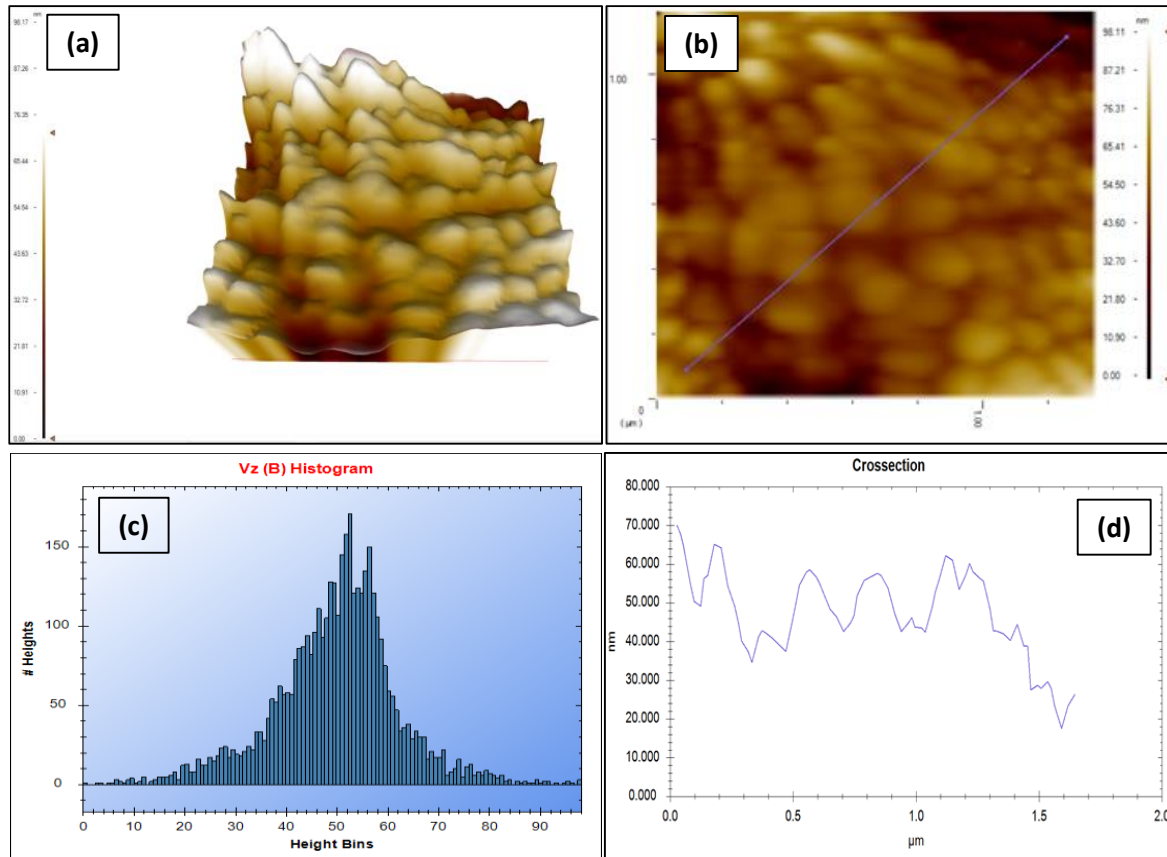 nm
98.17
87.26
76.35
65.44
54.54
43.63
32.72
21.81
10.91
0.00
(a)
(b)
1.00
0
(µm)
1.00
nm
98.11
87.21
76.31
65.41
54.50
43.60
32.70
21.80
10.90
0.00
Vz (B) Histogram
(c)
# Heights
150
100
50
0
0 10 20 30 40 50 60 70 80 90
Height Bins
Crossection
(d)
nm
80.000
70.000
60.000
50.000
40.000
30.000
20.000
10.000
0.000
0.0 0.5 1.0 1.5 2.0
µm